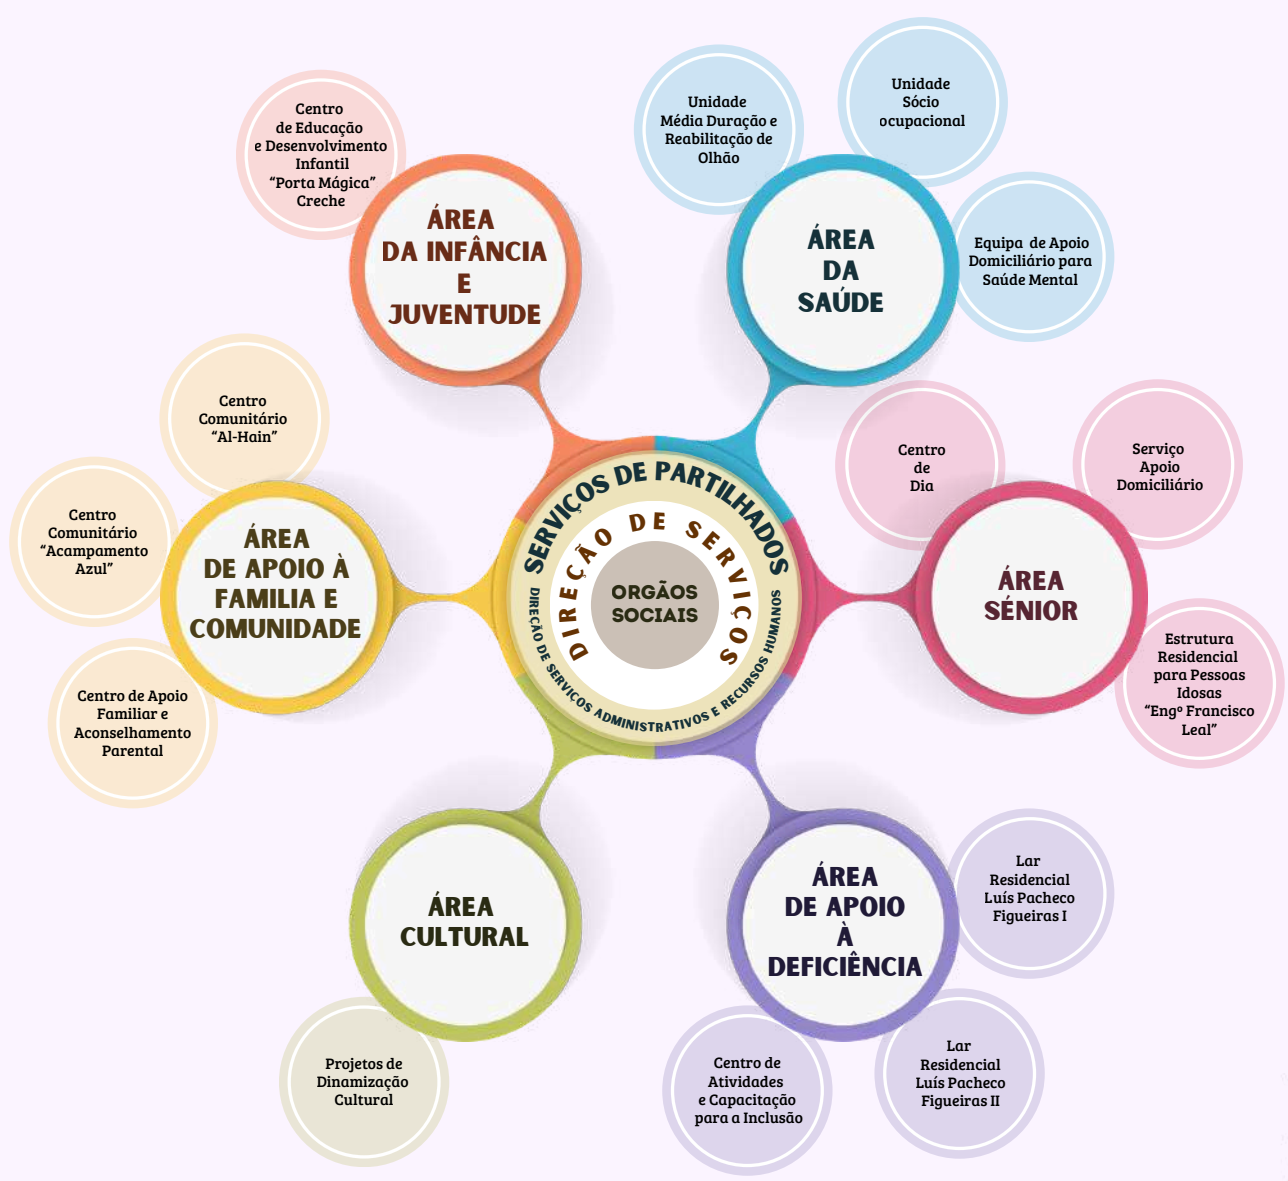 Centro
de Educação
e Desenvolvimento
Infantil
“Porta Mágica”
Creche
ÁREA
DA INFÂNCIA
E
JUVENTUDE
Unidade
Média Duração e
Reabilitação de
Olhão
Unidade
Sócio
ocupacional
Equipa de Apoio
Domiciliário para
Saúde Mental
ÁREA
DA
SAÚDE
Centro
Comunitário
“Al-Hain”
Centro
Comunitário
“Acampamento
Azul”
Centro de Apoio
Familiar e
Aconselhamento
Parental
ÁREA
DE APOIO À
FAMILIA E
COMUNIDADE
SERVIÇOS DE PARTILHADOS
DIREÇÃO DE SERVIÇOS
ORGÃOS
SOCIAIS
DIREÇÃO DE SERVIÇOS ADMINISTRATIVOS E RECURSOS HUMANOS
Centro
de
Dia
Serviço
Apoio
Domiciliário
ÁREA
SÉNIOR
Estrutura
Residencial
para Pessoas
Idosas
“Engº Francisco
Leal”
ÁREA
CULTURAL
Projetos de
Dinamização
Cultural
ÁREA
DE APOIO
À
DEFICIÊNCIA
Lar
Residencial
Luís Pacheco
Figueiras I
Lar
Residencial
Luís Pacheco
Figueiras II
Centro de
Atividades
e Capacitação
para a Inclusão